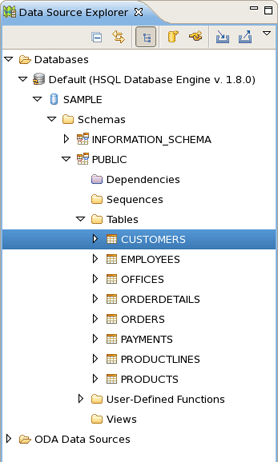 Data Source Explorer
Databases
Default (HSQL Database Engine v. 1.8.0)
SAMPLE
Schemas
INFORMATION_SCHEMA
PUBLIC
Dependencies
Sequences
Tables
CUSTOMERS
EMPLOYEES
OFFICES
ORDERDETAILS
ORDERS
PAYMENTS
PRODUCTLINES
PRODUCTS
User-Defined Functions
Views
ODA Data Sources